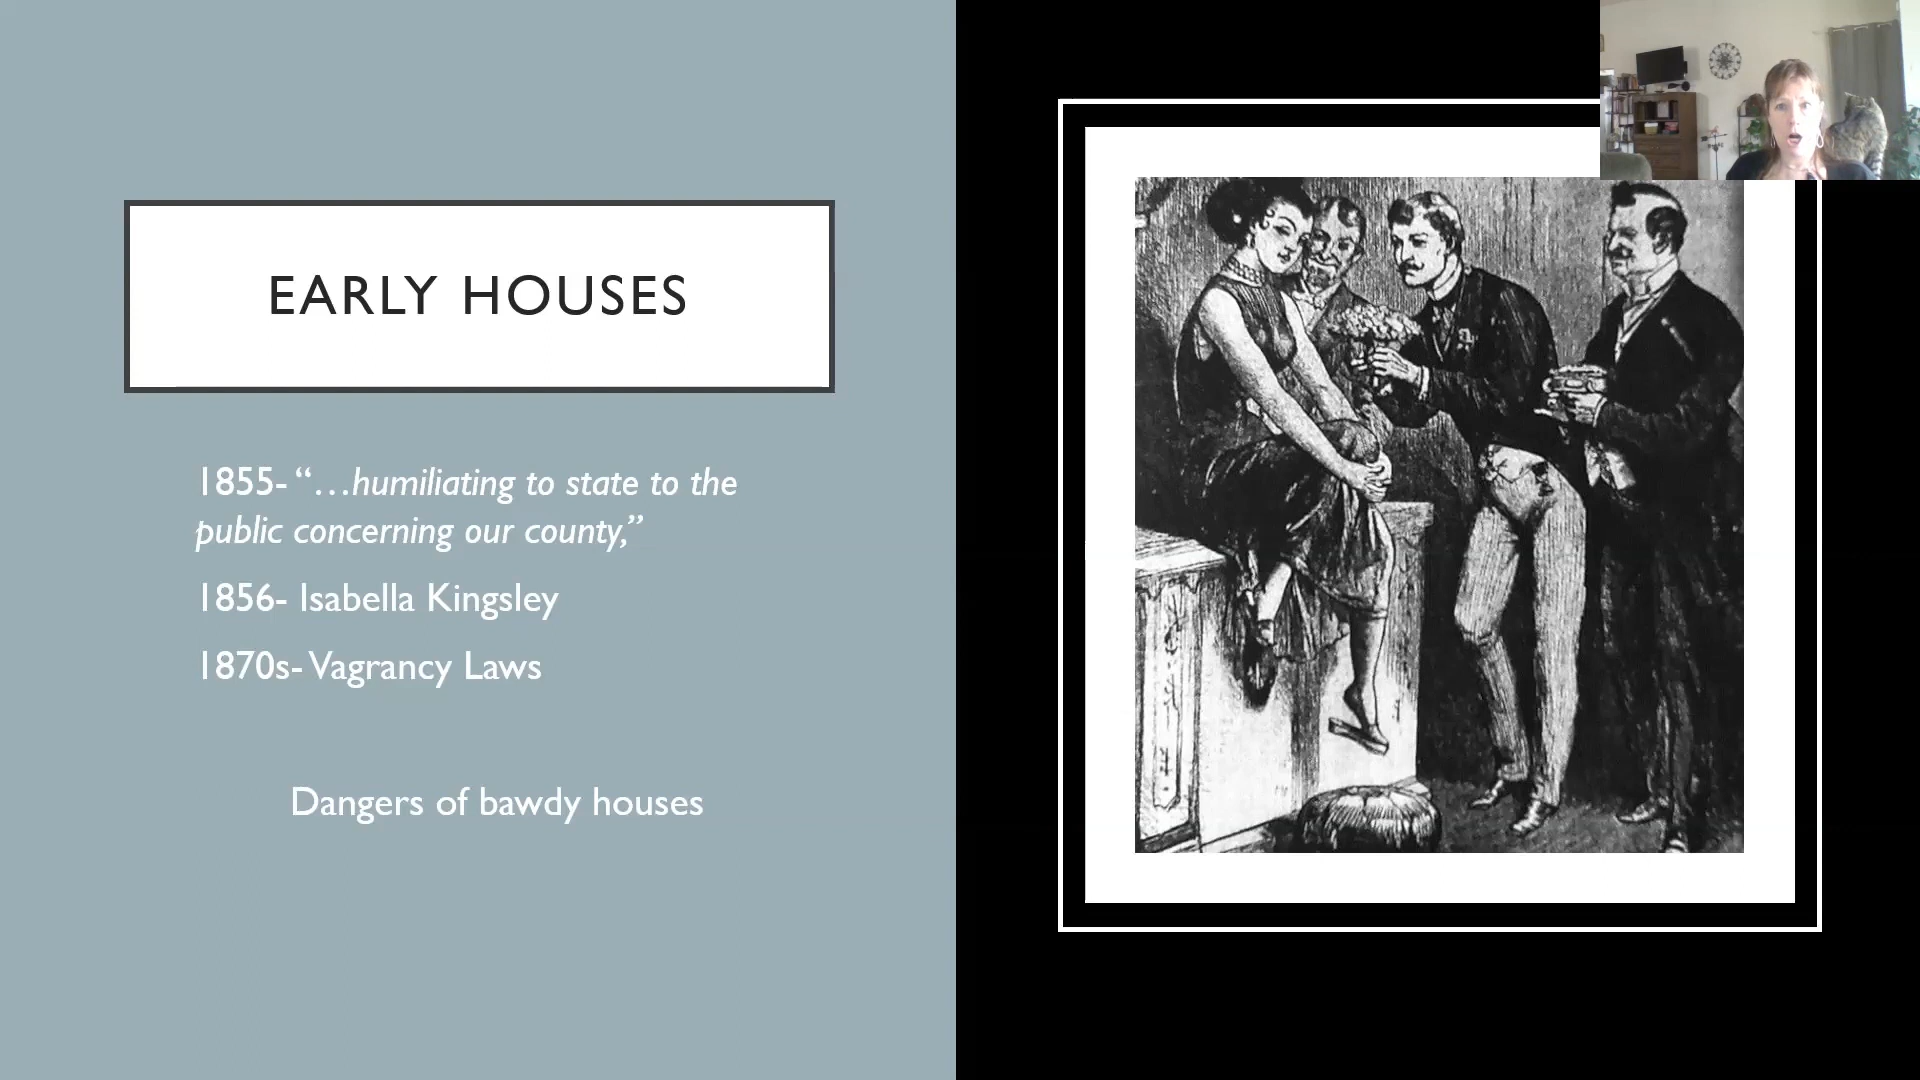 EARLY HOUSES
1855- “…humiliating to state to the
public concerning our county,”
1856- Isabella Kingsley
1870s- Vagrancy Laws
Dangers of bawdy houses